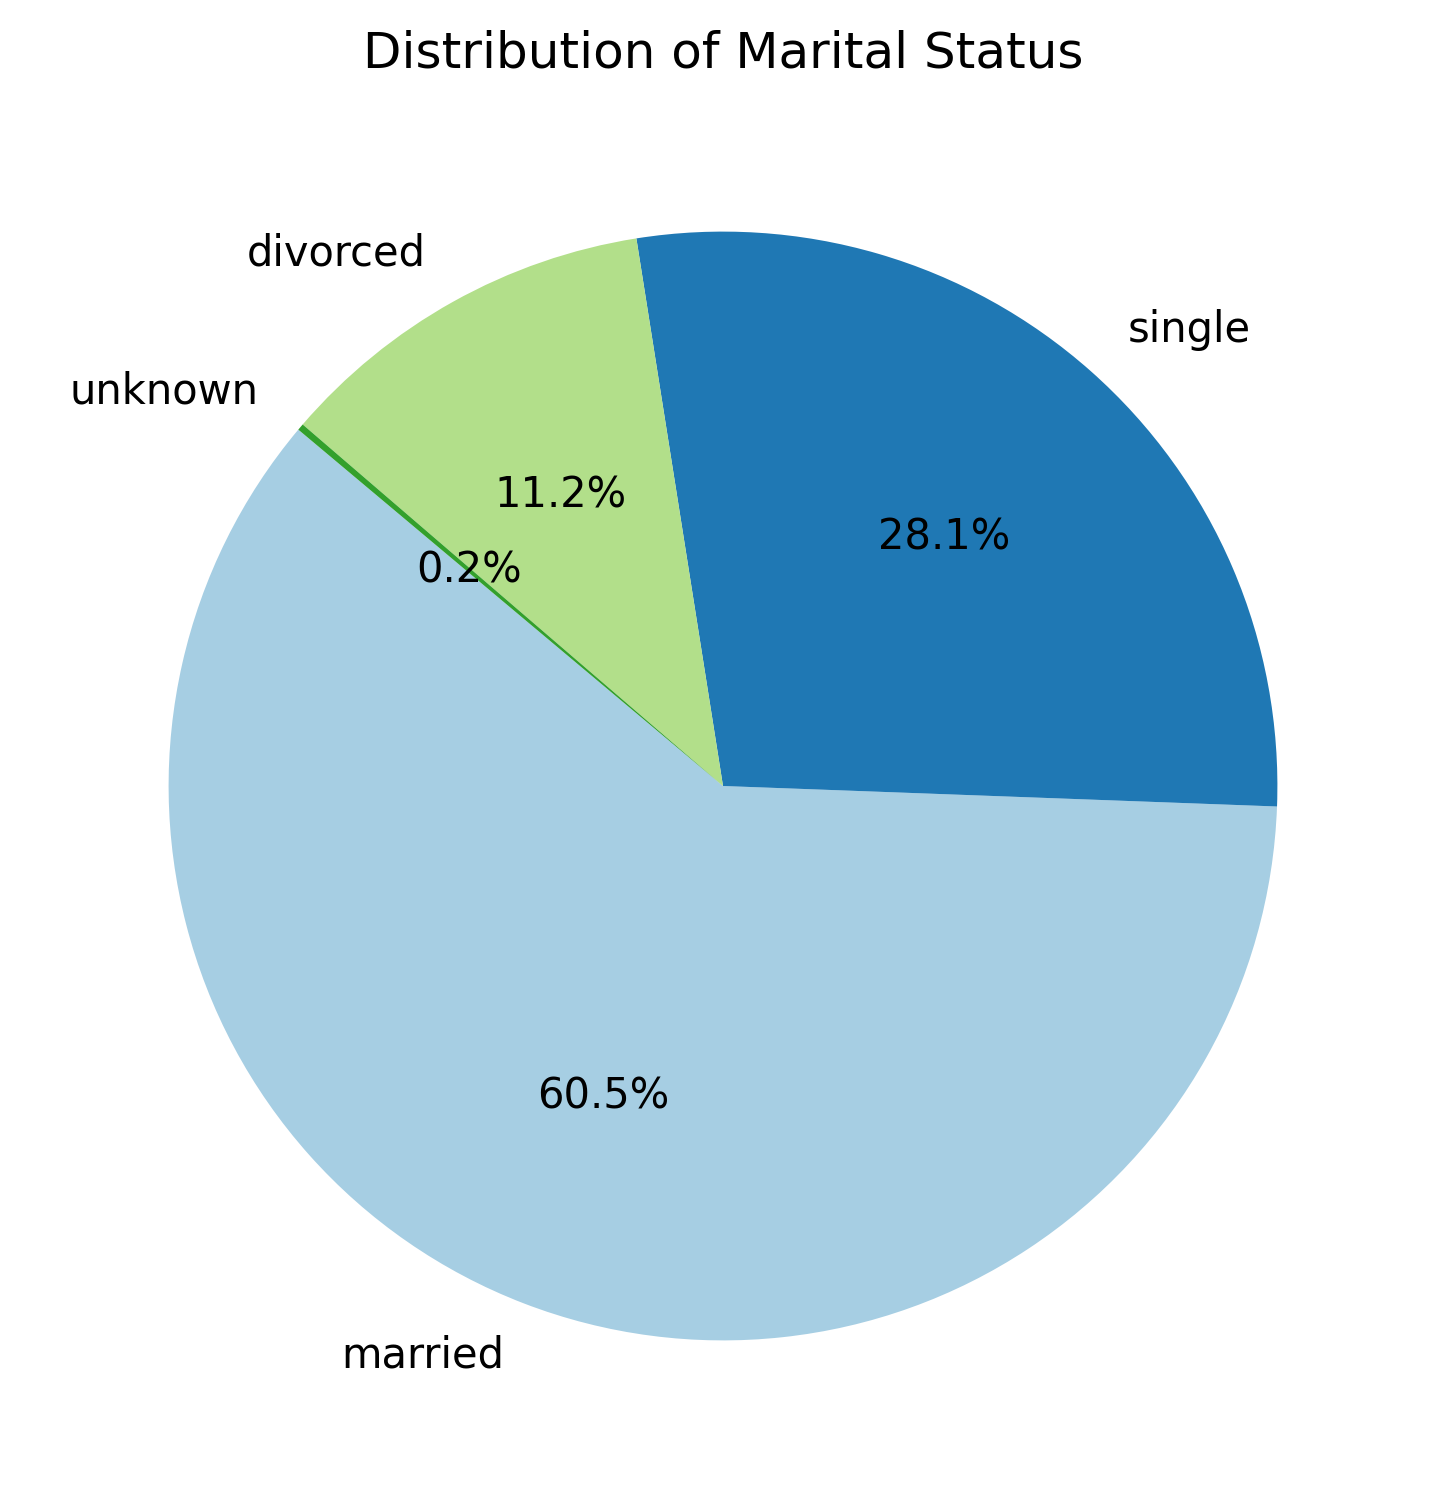 Distribution of Marital Status
divorced
single
unknown
11.2%
28.1%
0.2%
60.5%
married